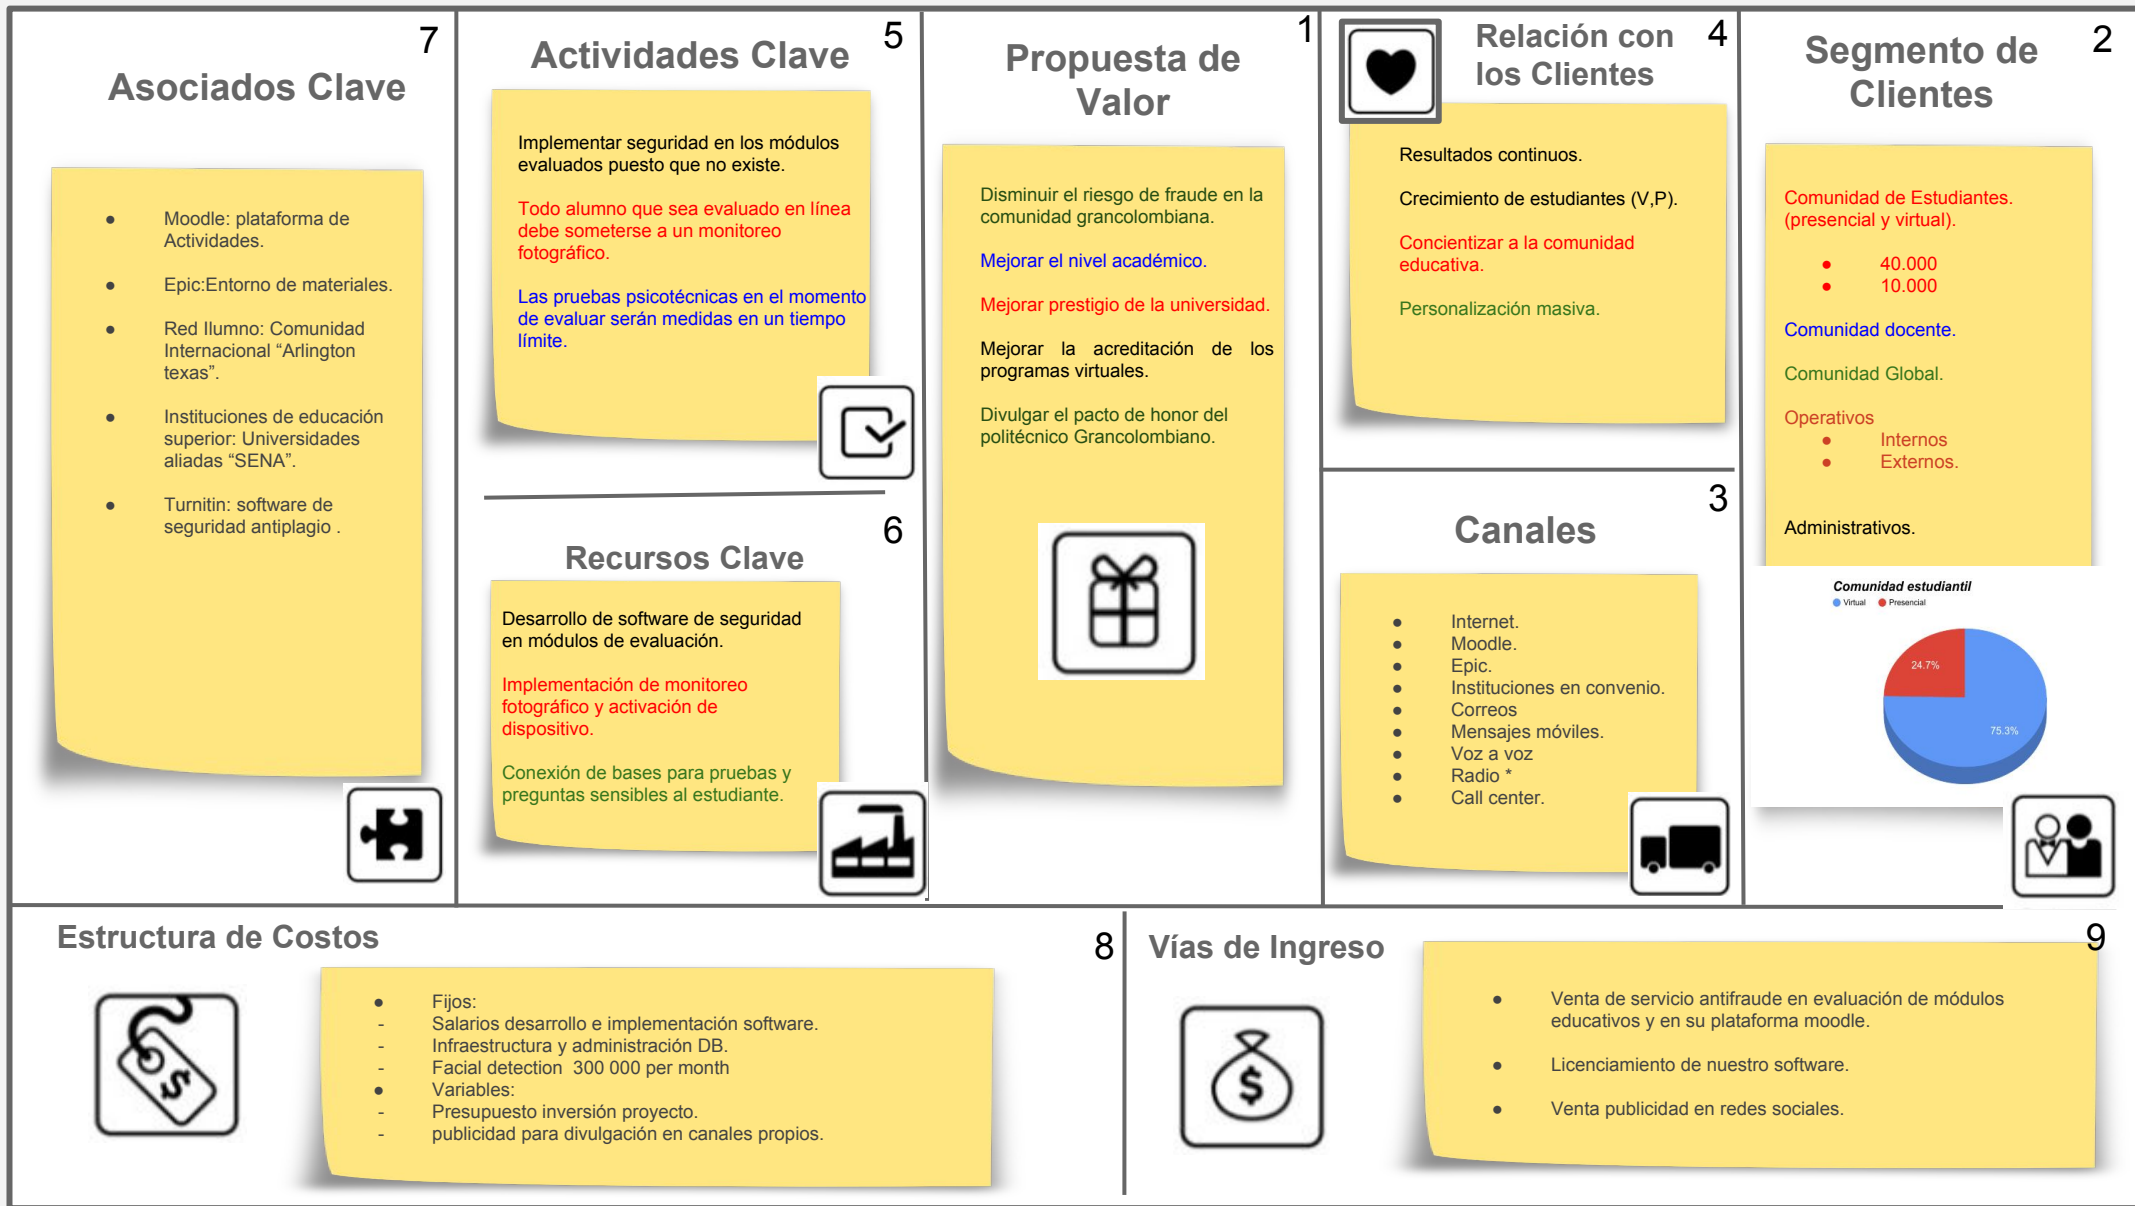 7
Asociados Clave
● Moodle: plataforma de
Actividades.
● Epic:Entorno de materiales.
● Red Ilumno: Comunidad
Internacional “Arlington
texas”.
● Instituciones de educación
superior: Universidades
aliadas “SENA”.
● Turnitin: software de
seguridad antiplagio .
Actividades Clave
5
Implementar seguridad en los módulos
evaluados puesto que no existe.
Todo alumno que sea evaluado en línea
debe someterse a un monitoreo
fotográfico.
Las pruebas psicotécnicas en el momento
de evaluar serán medidas en un tiempo
límite.
6
Recursos Clave
Desarrollo de software de seguridad
en módulos de evaluación.
Implementación de monitoreo
fotográfico y activación de
dispositivo.
Conexión de bases para pruebas y
preguntas sensibles al estudiante.
1
Propuesta de
Valor
Disminuir el riesgo de fraude en la
comunidad grancolombiana.
Mejorar el nivel académico.
Mejorar prestigio de la universidad.
Mejorar la acreditación de los
programas virtuales.
Divulgar el pacto de honor del
politécnico Grancolombiano.
Relación con
los Clientes
4
Resultados continuos.
Crecimiento de estudiantes (V,P).
Concientizar a la comunidad
educativa.
Personalización masiva.
3
Canales
● Internet.
● Moodle.
● Epic.
● Instituciones en convenio.
● Correos
● Mensajes móviles.
● Voz a voz
● Radio *
● Call center.
Segmento de
Clientes
2
Comunidad de Estudiantes.
(presencial y virtual).
● 40.000
● 10.000
Comunidad docente.
Comunidad Global.
Operativos
● Internos
● Externos.
Administrativos.
Comunidad estudiantil
Virtual Presencial
24.7%
75.3%
Estructura de Costos
8
$
● Fijos:
- Salarios desarrollo e implementación software.
- Infraestructura y administración DB.
- Facial detection 300 000 per month
● Variables:
- Presupuesto inversión proyecto.
- publicidad para divulgación en canales propios.
Vías de Ingreso
9
$
● Venta de servicio antifraude en evaluación de módulos
educativos y en su plataforma moodle.
● Licenciamiento de nuestro software.
● Venta publicidad en redes sociales.